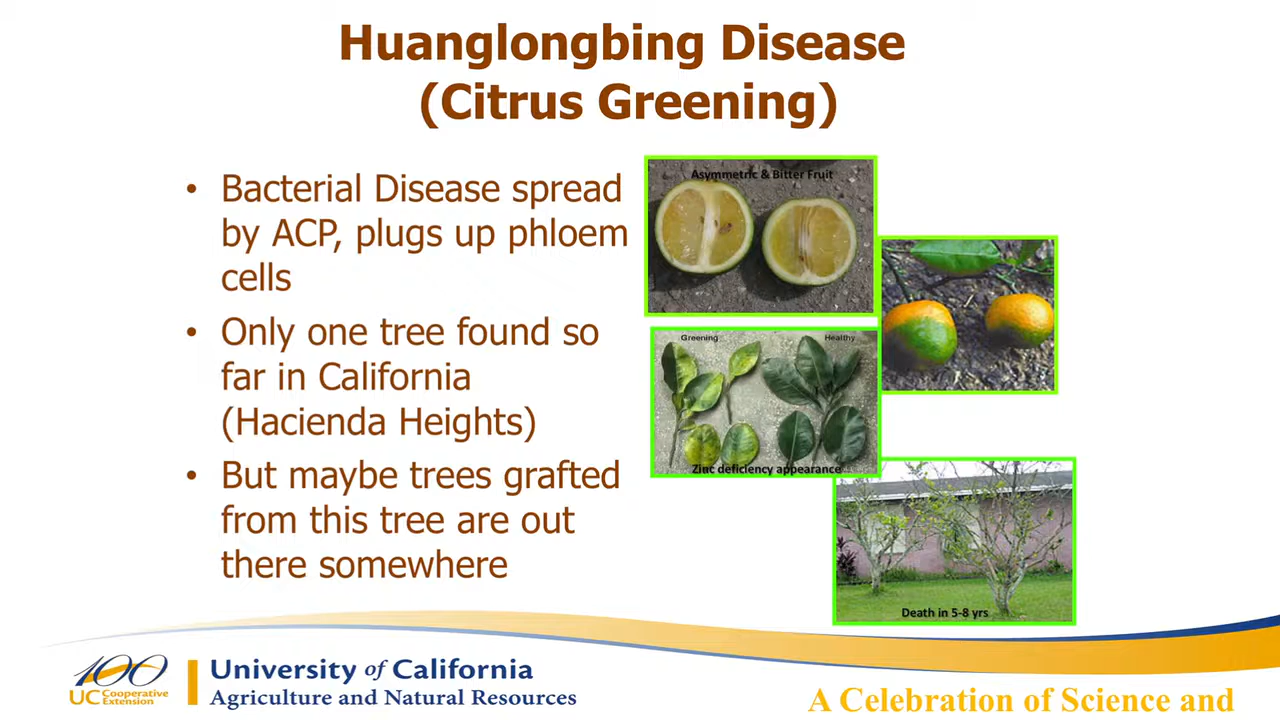 Huanglongbing Disease
(Citrus Greening)
• Bacterial Disease spread
by ACP, plugs up phloem
cells
• Only one tree found so
far in California
(Hacienda Heights)
• But maybe trees grafted
from this tree are out
there somewhere
Asymmetric & Bitter Fruit
Greening
Healthy
Zinc deficiency appearance
Death in 5-8 yrs
100
UC Cooperative
Extension
University of California
Agriculture and Natural Resources
A Celebration of Science and